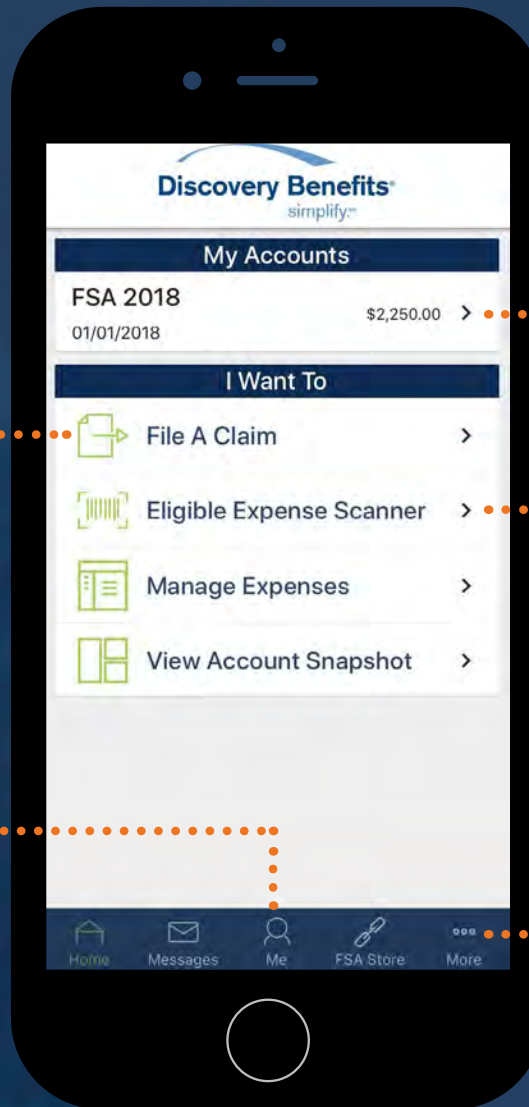 Discovery Benefits®
simplify.℠
My Accounts
FSA 2018
$2,250.00
01/01/2018
I Want To
File A Claim
Eligible Expense Scanner
Manage Expenses
View Account Snapshot
Home Messages Me FSA Store More